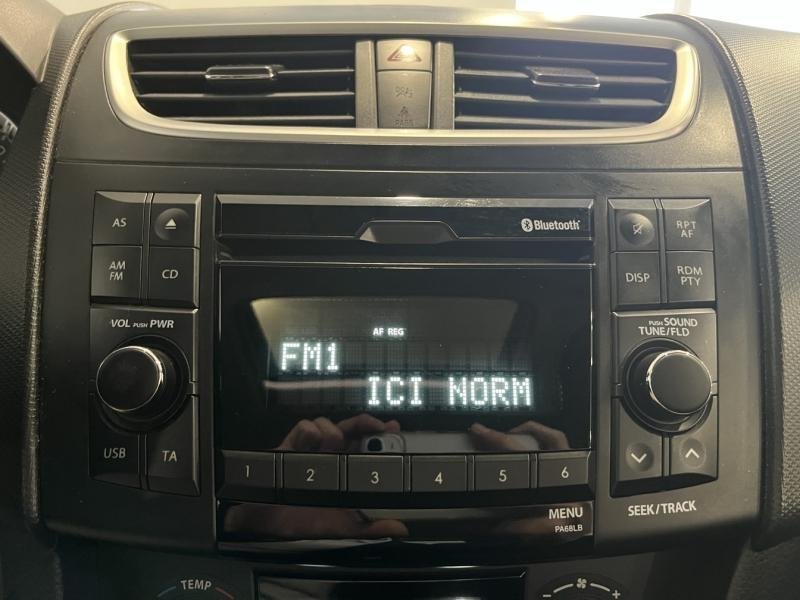 PASS
AS
AM
FM
CD
VOL PUSH PWR
USB
TA
Bluetooth
AF REG
FM1
ICI NORM
1 2 3 4 5 6
MENU
PA68LB
RPT
AF
DISP
RDM
PTY
PUSH SOUND
TUNE/FLD
SEEK/TRACK
TEMP
- +